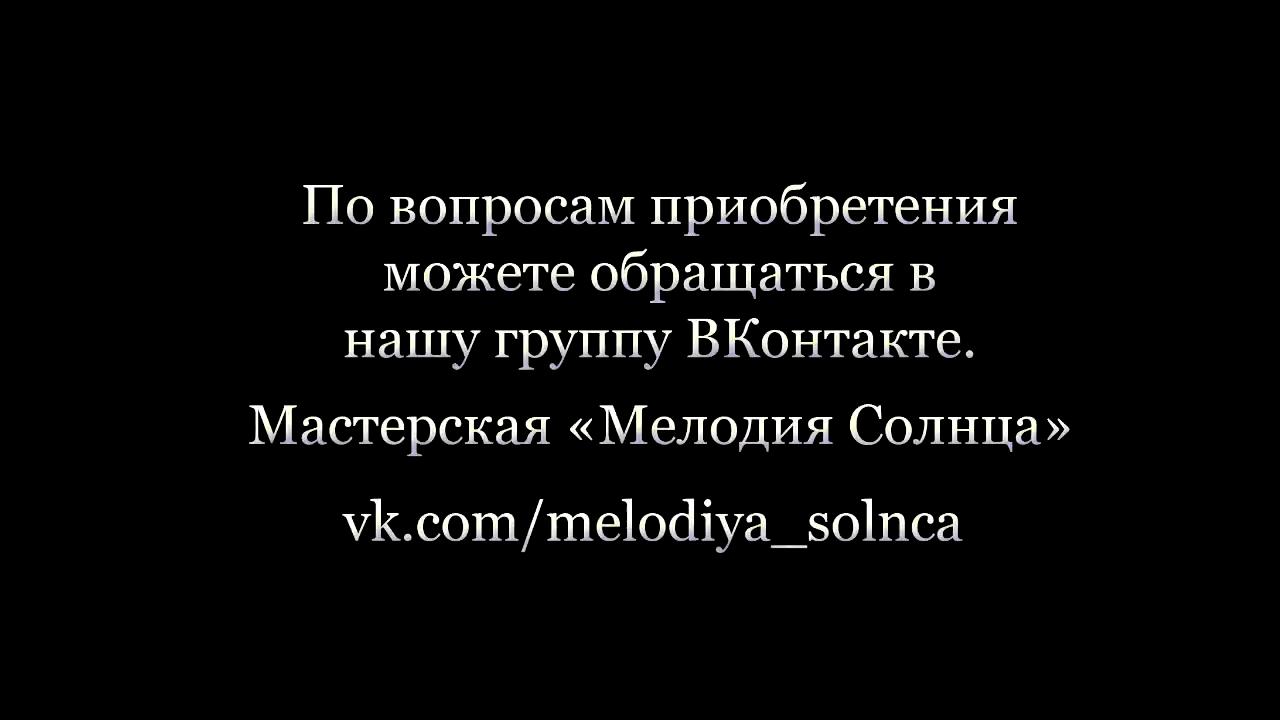 По вопросам приобретения
можете обращаться в
нашу группу ВКонтакте.
Мастерская «Мелодия Солнца»
vk.com/melodiya_solnca